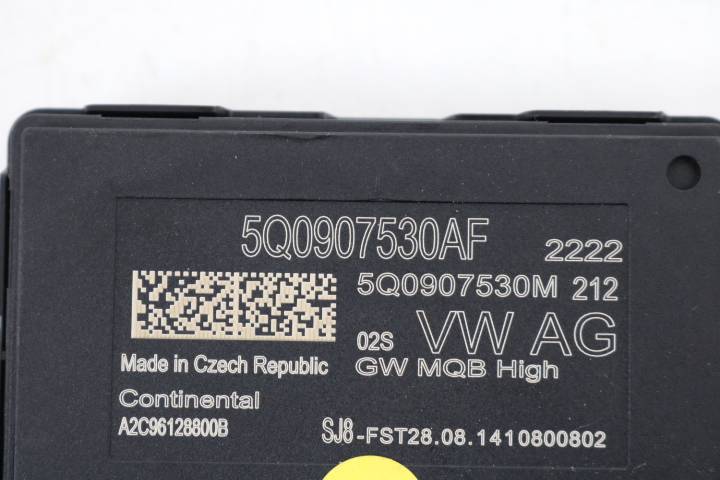 5Q0907530AF 2222
5Q0907530M 212
02S VW AG
Made in Czech Republic GW MQB High
Continental
A2C96128800B SJ8-FST28.08.1410800802